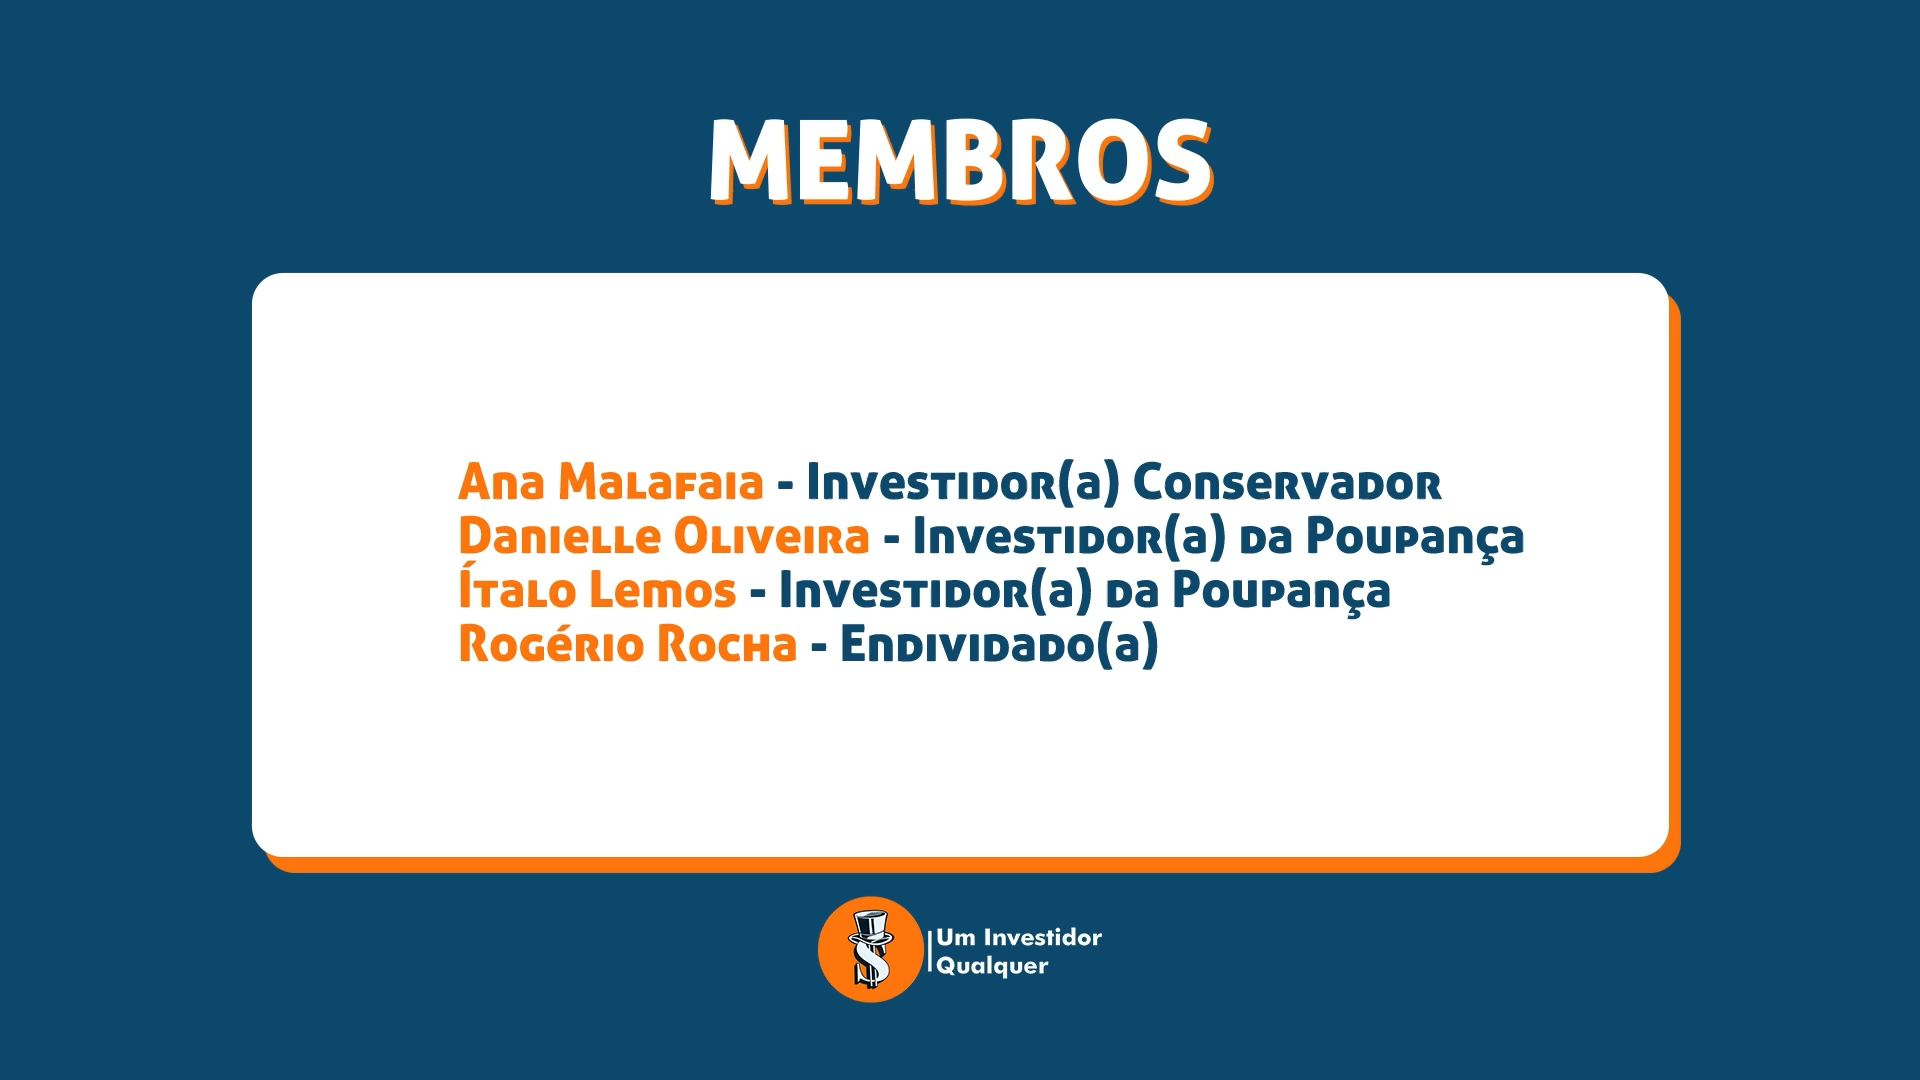 MEMBROS
Ana Malafaia - Investidor(a) Conservador
Danielle Oliveira - Investidor(a) da Poupança
Ítalo Lemos - Investidor(a) da Poupança
Rogério Rocha - Endividado(a)
Um Investidor
Qualquer